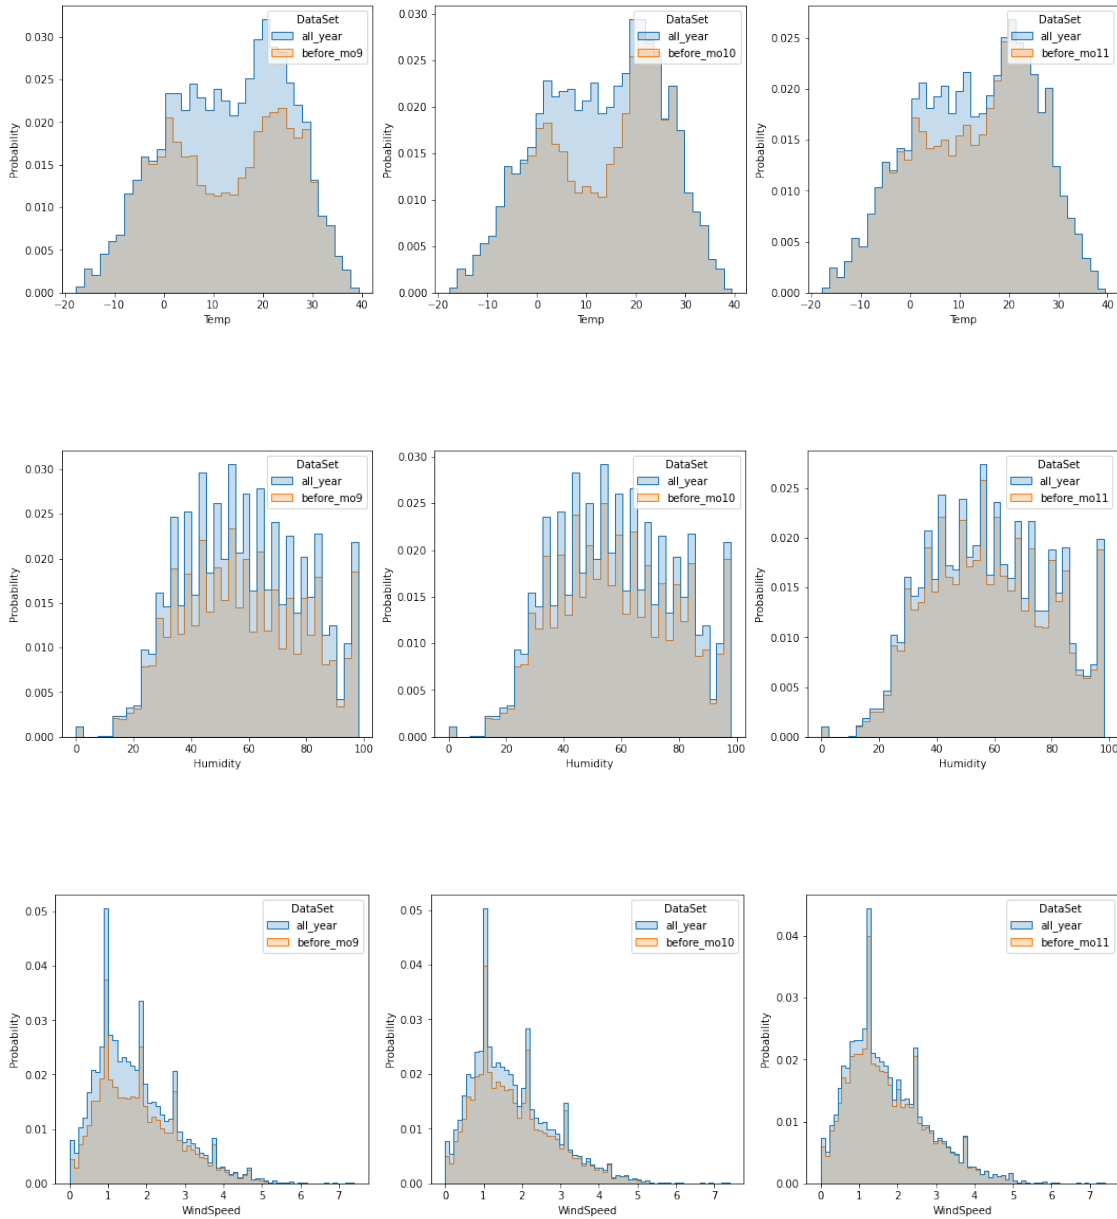 DataSet
all_year
before_mo9
0.030
0.025
0.020
0.015
0.010
0.005
0.000
Probability
−20 −10 0 10 20 30 40
Temp
DataSet
all_year
before_mo10
0.030
0.025
0.020
0.015
0.010
0.005
0.000
Probability
−20 −10 0 10 20 30 40
Temp
DataSet
all_year
before_mo11
0.025
0.020
0.015
0.010
0.005
0.000
Probability
−20 −10 0 10 20 30 40
Temp
DataSet
all_year
before_mo9
0.030
0.025
0.020
0.015
0.010
0.005
0.000
Probability
0 20 40 60 80 100
Humidity
DataSet
all_year
before_mo10
0.030
0.025
0.020
0.015
0.010
0.005
0.000
Probability
0 20 40 60 80 100
Humidity
DataSet
all_year
before_mo11
0.025
0.020
0.015
0.010
0.005
0.000
Probability
0 20 40 60 80 100
Humidity
DataSet
all_year
before_mo9
0.05
0.04
0.03
0.02
0.01
0.00
Probability
0 1 2 3 4 5 6 7
WindSpeed
DataSet
all_year
before_mo10
0.05
0.04
0.03
0.02
0.01
0.00
Probability
0 1 2 3 4 5 6 7
WindSpeed
DataSet
all_year
before_mo11
0.04
0.03
0.02
0.01
0.00
Probability
0 1 2 3 4 5 6 7
WindSpeed